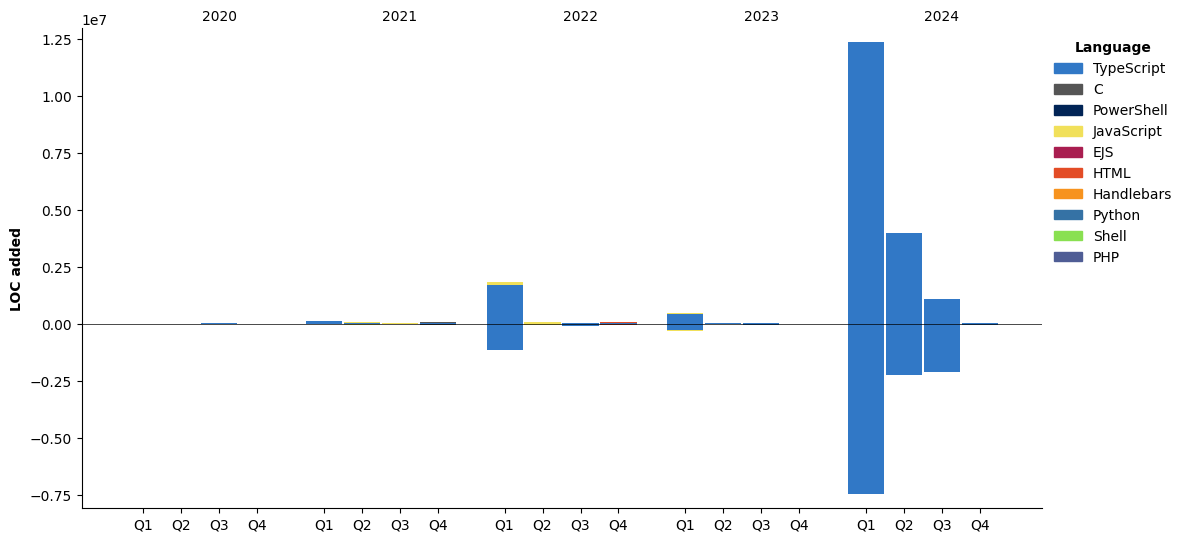 2020 2021 2022 2023 2024
1e7
1.25
1.00
0.75
0.50
0.25
0.00
−0.25
−0.50
−0.75
LOC added
Q1 Q2 Q3 Q4 Q1 Q2 Q3 Q4 Q1 Q2 Q3 Q4 Q1 Q2 Q3 Q4 Q1 Q2 Q3 Q4
Language
TypeScript
C
PowerShell
JavaScript
EJS
HTML
Handlebars
Python
Shell
PHP